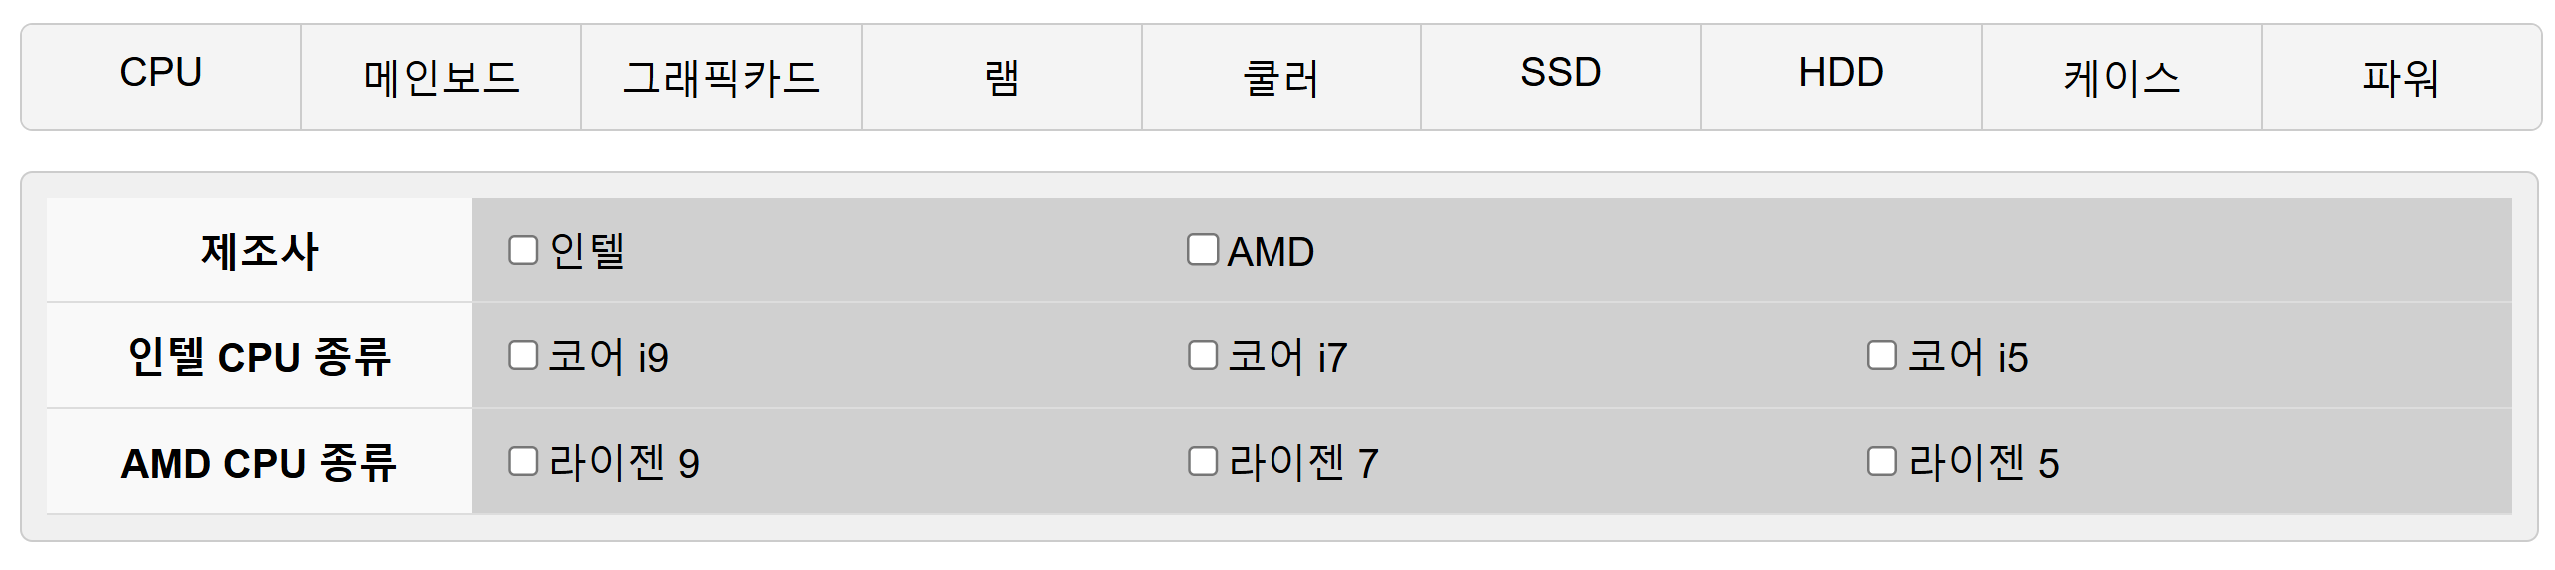 CPU 메인보드 그래픽카드 램 쿨러 SSD HDD 케이스 파워
제조사 인텔 AMD
인텔 CPU 종류 코어 i9 코어 i7 코어 i5
AMD CPU 종류 라이젠 9 라이젠 7 라이젠 5